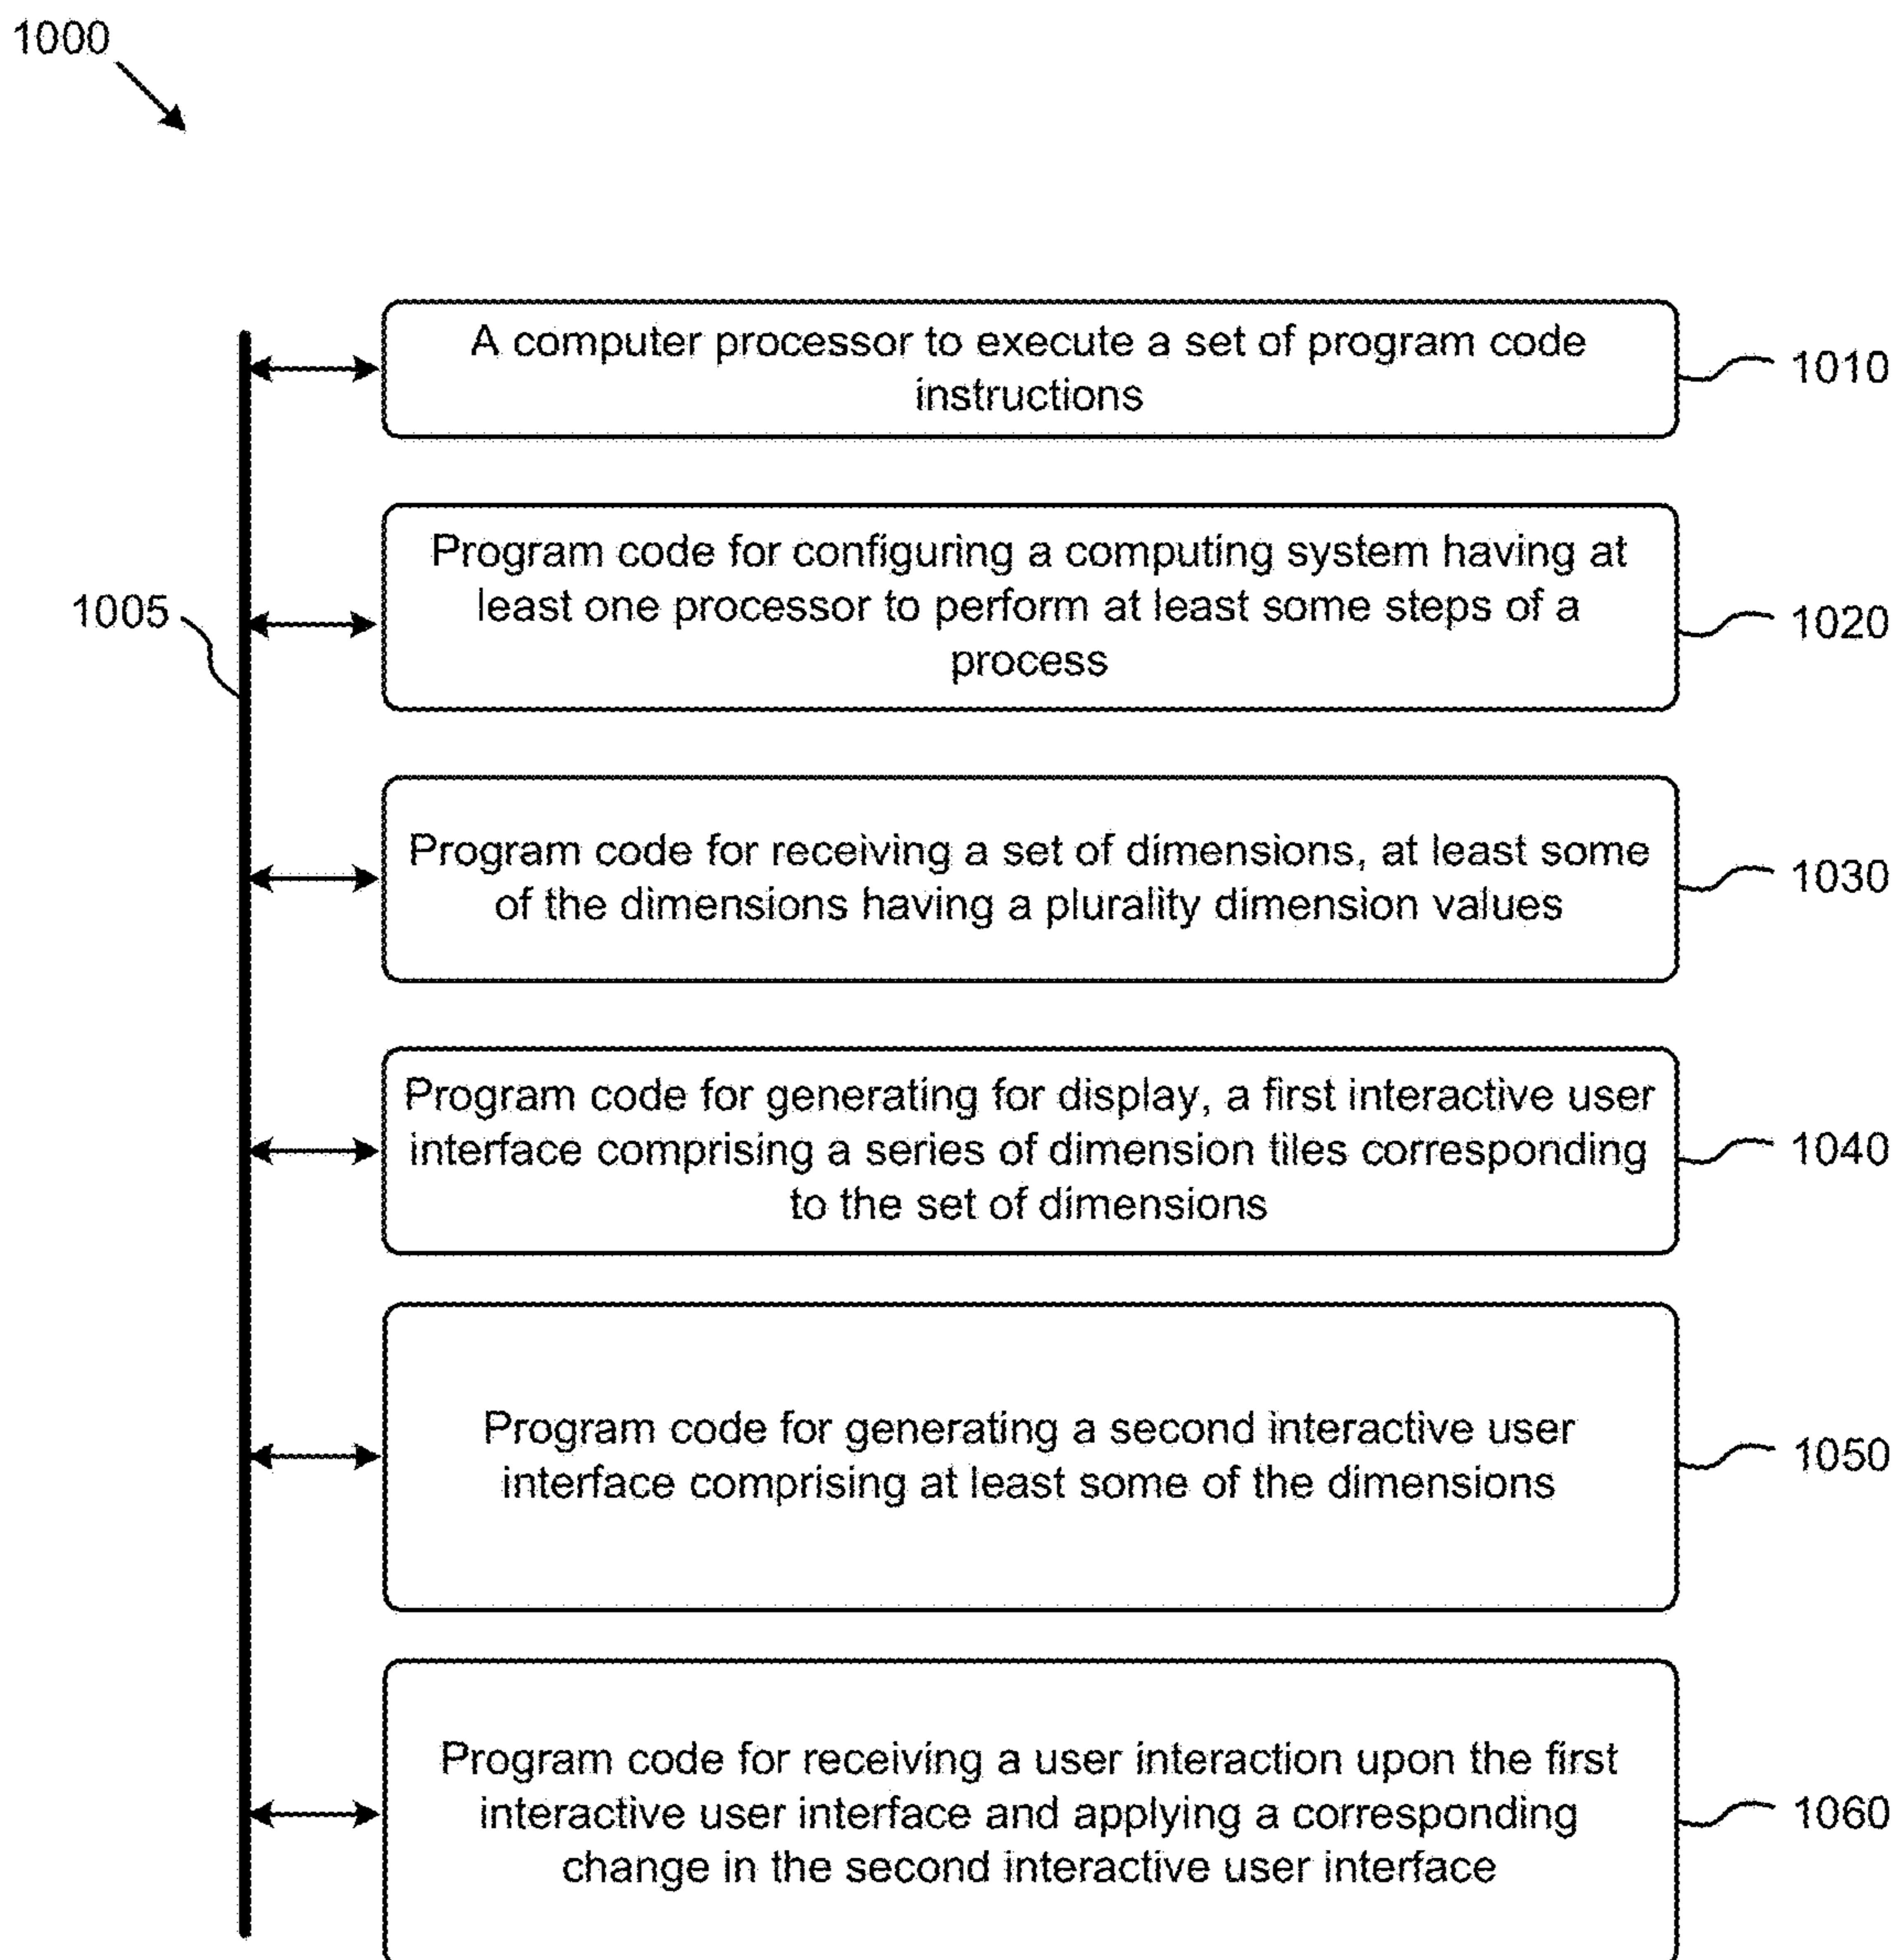 1000
A computer processor to execute a set of program code
instructions
1010
Program code for configuring a computing system having at
least one processor to perform at least some steps of a
process
1005
1020
Program code for receiving a set of dimensions, at least some
of the dimensions having a plurality dimension values
1030
Program code for generating for display, a first interactive user
interface comprising a series of dimension tiles corresponding
to the set of dimensions
1040
Program code for generating a second interactive user
interface comprising at least some of the dimensions
1050
Program code for receiving a user interaction upon the first
interactive user interface and applying a corresponding
change in the second interactive user interface
1060